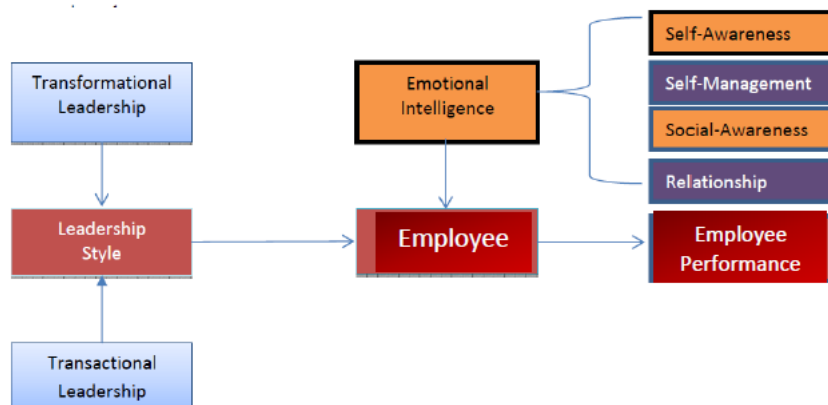 Transformational
Leadership
Leadership
Style
Transactional
Leadership
Emotional
Intelligence
Employee
Self-Awareness
Self-Management
Social-Awareness
Relationship
Employee
Performance